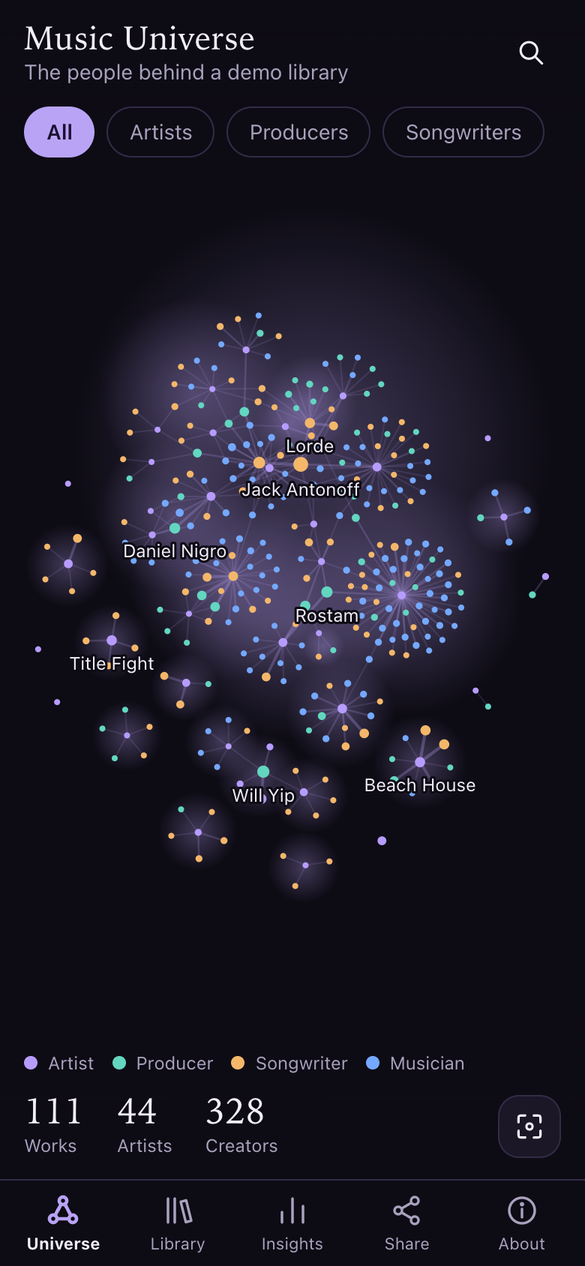 Music Universe
The people behind a demo library
All
Artists
Producers
Songwriters
Lorde
Jack Antonoff
Daniel Nigro
Rostam
Title Fight
Beach House
Will Yip
Artist
Producer
Songwriter
Musician
111
44
328
Works
Artists
Creators
Universe
Library
Insights
Share
About